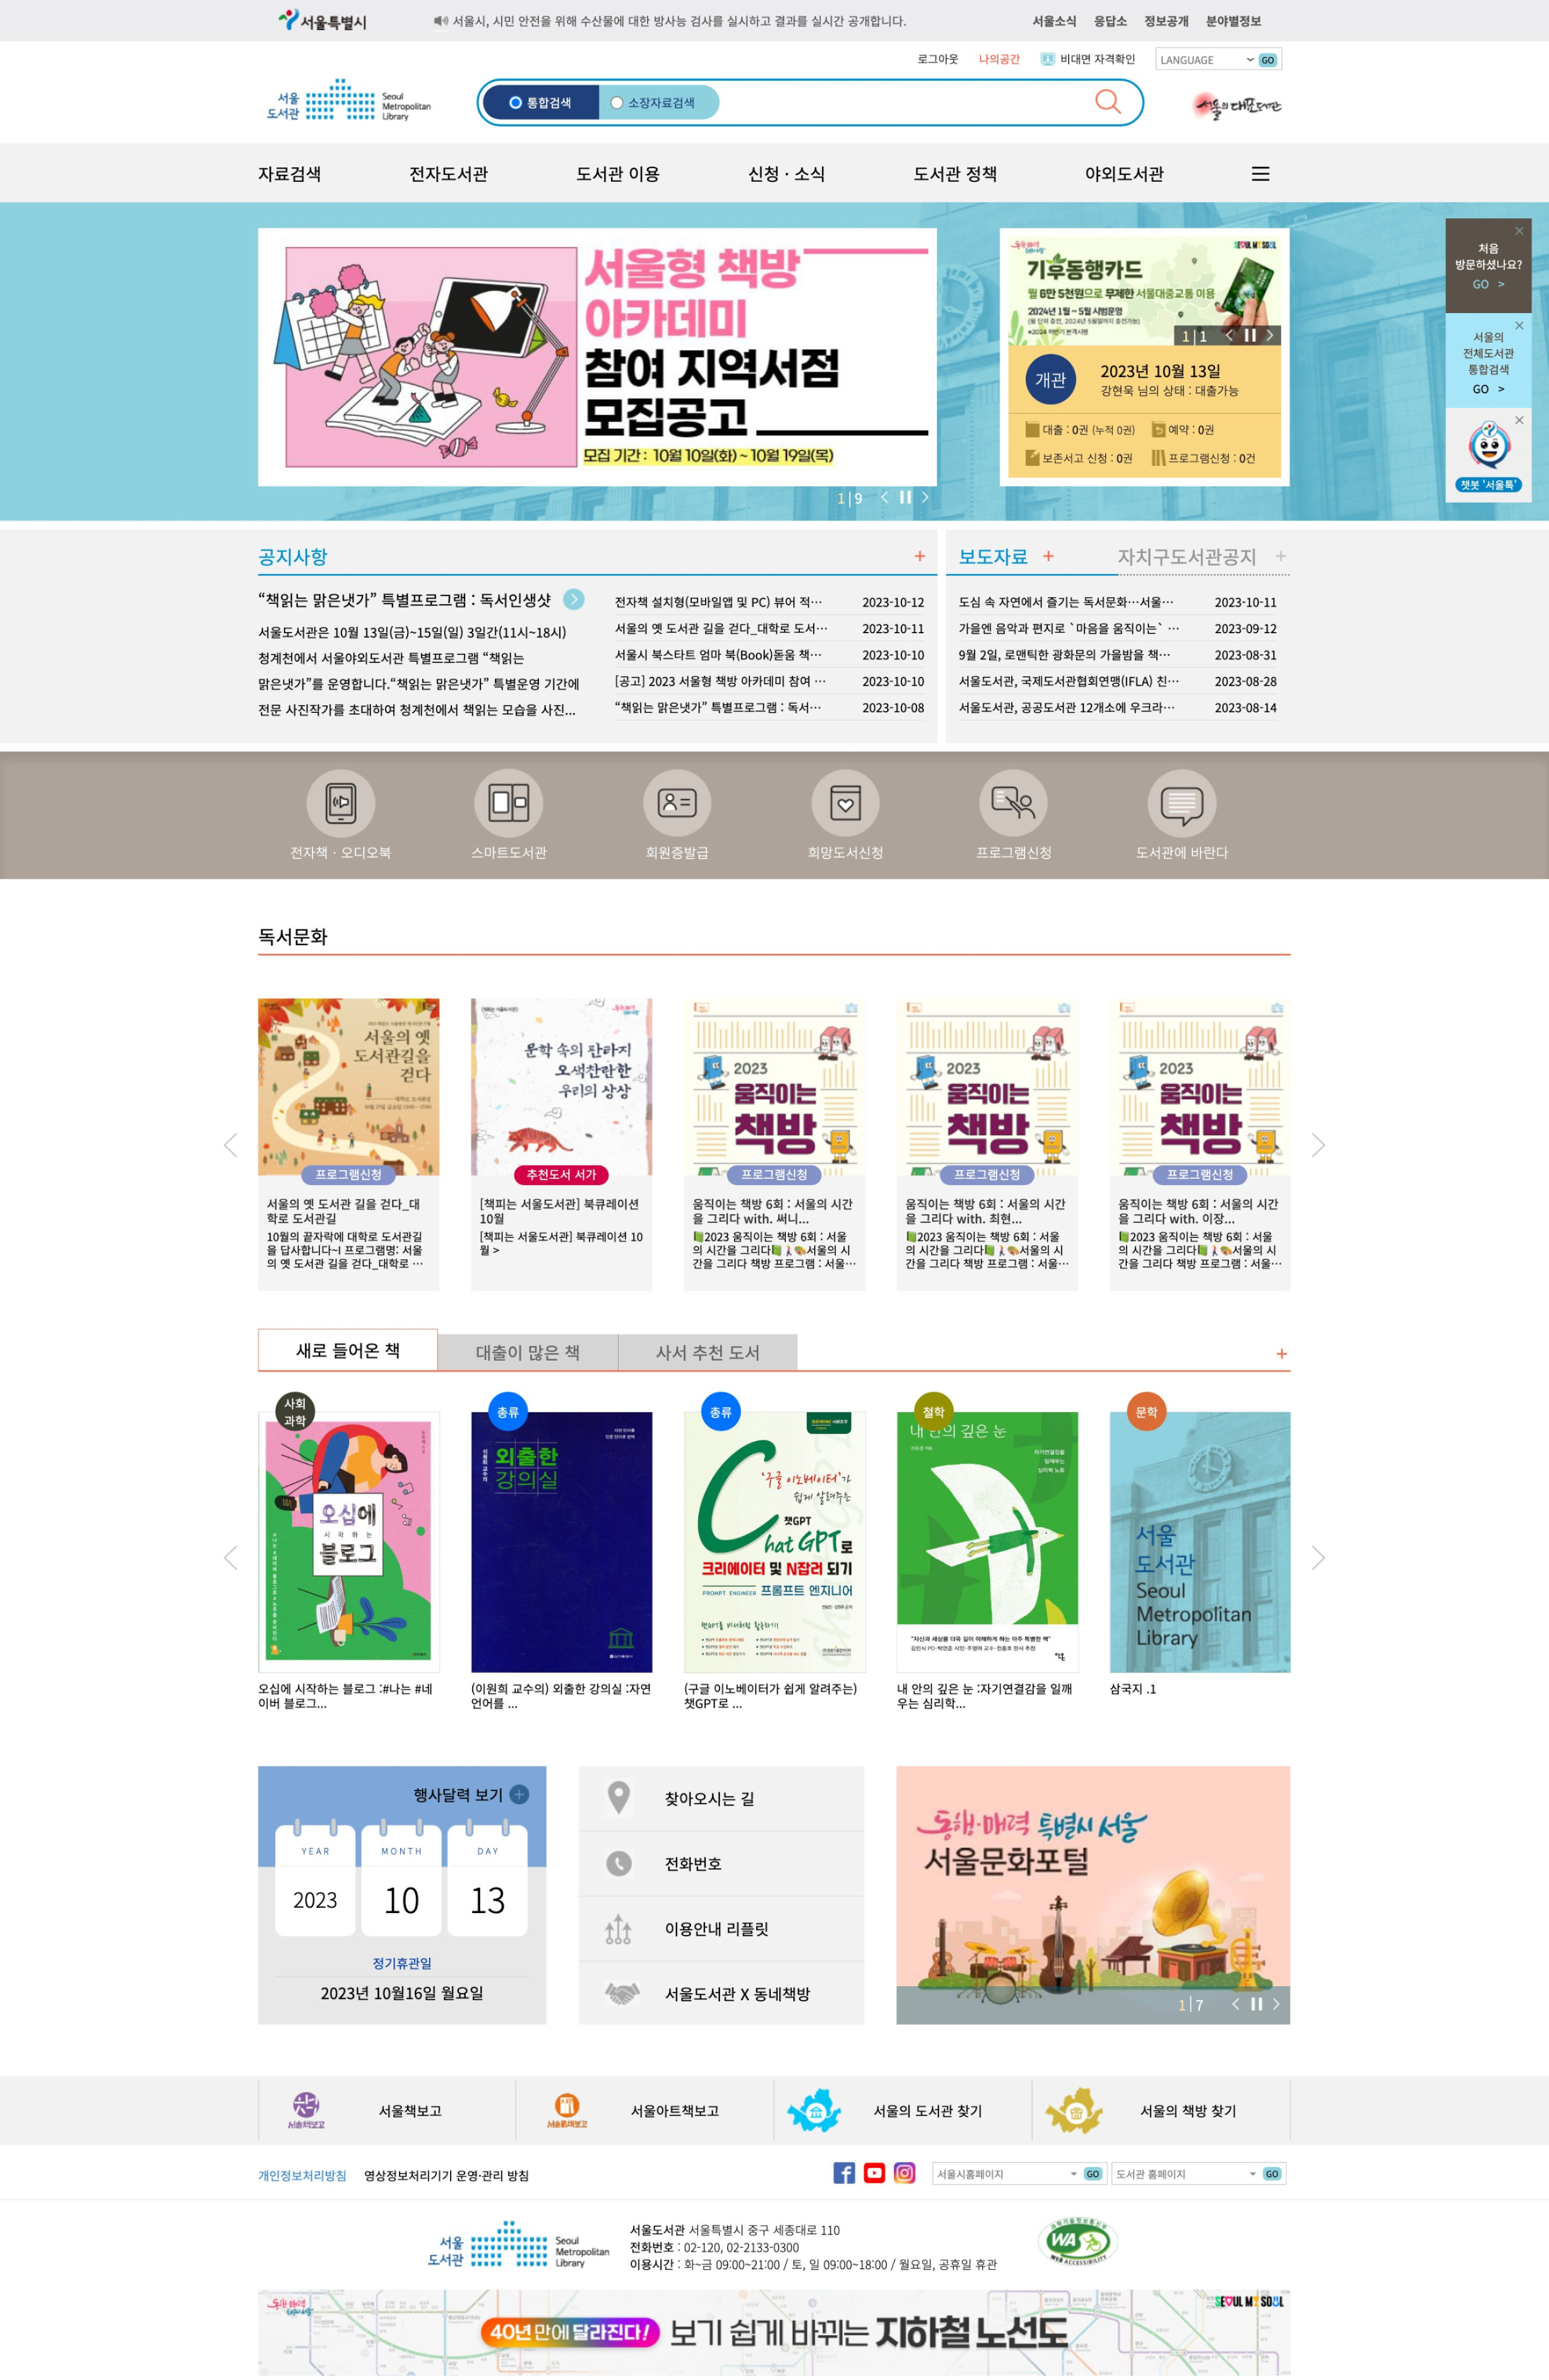 서울특별시
서울시, 시민 안전을 위해 수산물에 대한 방사능 검사를 실시하고 결과를 실시간 공개합니다.
서울소식 응답소 정보공개 분야별정보
로그아웃 나의공간 비대면 자격확인 LANGUAGE GO
서울
도서관
Seoul
Metropolitan
Library
통합검색 소장자료검색
자료검색 전자도서관 도서관 이용 신청 · 소식 도서관 정책 야외도서관
서울형 책방
아카데미
참여 지역서점
모집공고
모집 기간 : 10월 10일(화) ~ 10월 19일(목)
1 | 9
SEOUL MY SOUL
기후동행카드
월 6만 5천원으로 무제한 서울대중교통 이용
2024년 1월 ~ 5월 시범운영
1 | 1
개관
2023년 10월 13일
강현욱 님의 상태 : 대출가능
대출 : 0권 (누적 0권) 예약 : 0권
보존서고 신청 : 0권 프로그램신청 : 0건
처음
방문하셨나요?
GO >
서울의
전체도서관
통합검색
GO >
챗봇 '서울톡'
공지사항 +
“책읽는 맑은냇가” 특별프로그램 : 독서인생샷
서울도서관은 10월 13일(금)~15일(일) 3일간(11시~18시)
청계천에서 서울야외도서관 특별프로그램 “책읽는
맑은냇가”를 운영합니다.“책읽는 맑은냇가” 특별운영 기간에
전문 사진작가를 초대하여 청계천에서 책읽는 모습을 사진...
전자책 설치형(모바일앱 및 PC) 뷰어 적… 2023-10-12
서울의 옛 도서관 길을 걷다_대학로 도서… 2023-10-11
서울시 북스타트 엄마 북(Book)돋움 책… 2023-10-10
[공고] 2023 서울형 책방 아카데미 참여 … 2023-10-10
“책읽는 맑은냇가” 특별프로그램 : 독서… 2023-10-08
보도자료 + 자치구도서관공지 +
도심 속 자연에서 즐기는 독서문화…서울… 2023-10-11
가을엔 음악과 편지로 `마음을 움직이는` … 2023-09-12
9월 2일, 로맨틱한 광화문의 가을밤을 책… 2023-08-31
서울도서관, 국제도서관협회연맹(IFLA) 친… 2023-08-28
서울도서관, 공공도서관 12개소에 우크라… 2023-08-14
전자책 · 오디오북 스마트도서관 회원증발급 희망도서신청 프로그램신청 도서관에 바란다
독서문화
서울의 옛
도서관길을
걷다
프로그램신청
서울의 옛 도서관 길을 걷다_대
학로 도서관길
10월의 끝자락에 대학로 도서관길
을 답사합니다~! 프로그램명: 서울
의 옛 도서관 길을 걷다_대학로 …
문학 속의 판타지
오색찬란한
우리의 상상
추천도서 서가
[책피는 서울도서관] 북큐레이션
10월
[책피는 서울도서관] 북큐레이션 10
월 >
2023
움직이는
책방
프로그램신청
움직이는 책방 6회 : 서울의 시간
을 그리다 with. 써니...
2023 움직이는 책방 6회 : 서울
의 시간을 그리다 서울의 시
간을 그리다 책방 프로그램 : 서울…
2023
움직이는
책방
프로그램신청
움직이는 책방 6회 : 서울의 시간
을 그리다 with. 최현...
2023 움직이는 책방 6회 : 서울
의 시간을 그리다 서울의 시
간을 그리다 책방 프로그램 : 서울…
2023
움직이는
책방
프로그램신청
움직이는 책방 6회 : 서울의 시간
을 그리다 with. 이장...
2023 움직이는 책방 6회 : 서울
의 시간을 그리다 서울의 시
간을 그리다 책방 프로그램 : 서울…
새로 들어온 책 대출이 많은 책 사서 추천 도서 +
사회
과학
오십에
시작하는
블로그
오십에 시작하는 블로그 :#나는 #네
이버 블로그...
총류
이원희 교수의
외출한
강의실
(이원희 교수의) 외출한 강의실 :자연
언어를 ...
총류
'구글 이노베이터'가
쉽게 알려주는
챗GPT
Chat GPT로
크리에이터 및 N잡러 되기
PROMPT ENGINEER 프롬프트 엔지니어
(구글 이노베이터가 쉽게 알려주는)
챗GPT로 ...
철학
내 안의 깊은 눈
자기연결감을
일깨우는
심리학 노트
"자신과 세상을 더욱 깊이 이해하게 하는 아주 특별한 책"
내 안의 깊은 눈 :자기연결감을 일깨
우는 심리학...
문학
서울
도서관
Seoul
Metropolitan
Library
삼국지 .1
행사달력 보기
YEAR MONTH DAY
2023 10 13
정기휴관일
2023년 10월16일 월요일
찾아오시는 길
전화번호
이용안내 리플릿
서울도서관 X 동네책방
동행·매력 특별시 서울
서울문화포털
1 | 7
서울책보고 서울책보고
서울아트책보고
서울의 도서관 찾기
서울의 책방 찾기
개인정보처리방침 영상정보처리기기 운영·관리 방침
서울시홈페이지 GO 도서관 홈페이지 GO
서울
도서관
Seoul
Metropolitan
Library
서울도서관 서울특별시 중구 세종대로 110
전화번호 : 02-120, 02-2133-0300
이용시간 : 화~금 09:00~21:00 / 토, 일 09:00~18:00 / 월요일, 공휴일 휴관
WA
WEB ACCESSIBILITY
SEOUL MY SOUL
40년 만에 달라진다! 보기 쉽게 바뀌는 지하철 노선도